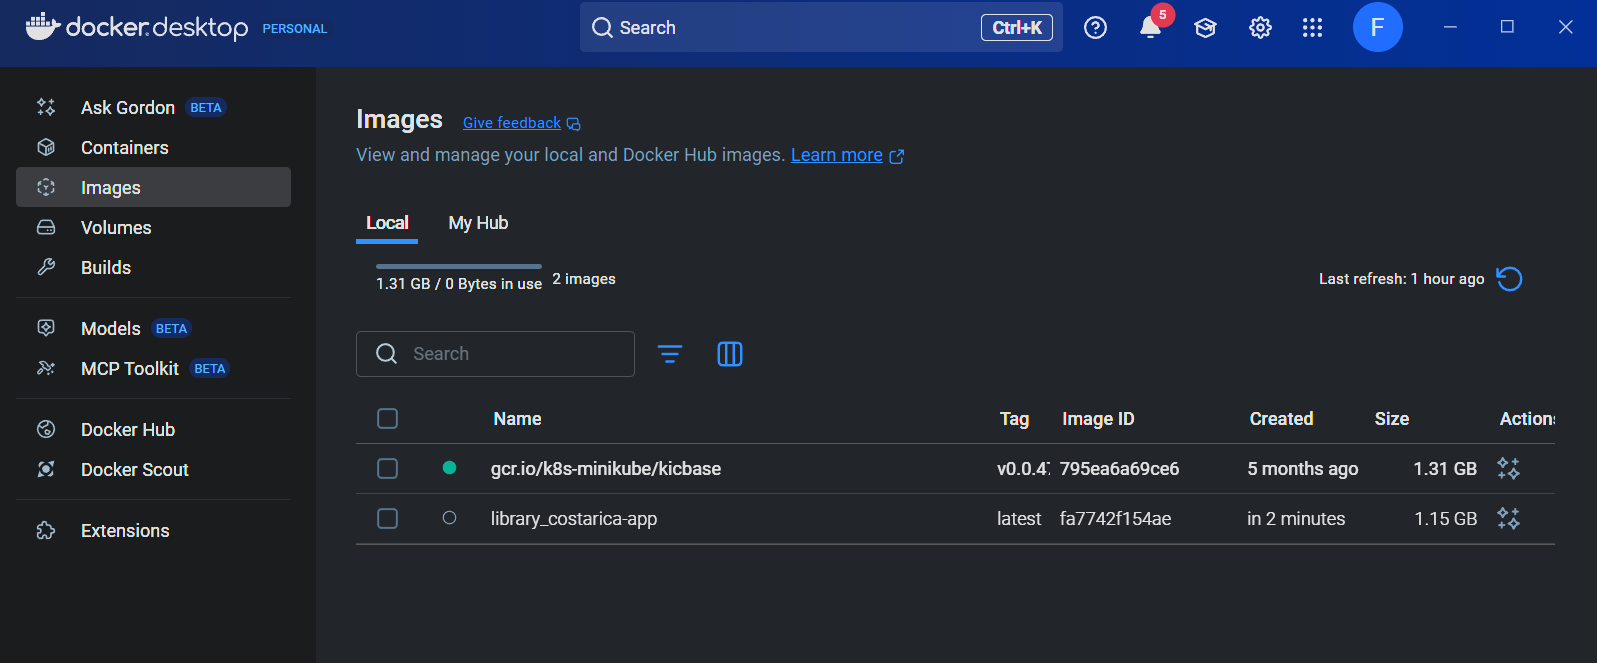 docker desktop PERSONAL
Search Ctrl+K
5
F
Ask Gordon BETA
Containers
Images
Volumes
Builds
Models BETA
MCP Toolkit BETA
Docker Hub
Docker Scout
Extensions
Images Give feedback
View and manage your local and Docker Hub images. Learn more
Local My Hub
1.31 GB / 0 Bytes in use 2 images
Last refresh: 1 hour ago
Search
Name Tag Image ID Created Size Actions
gcr.io/k8s-minikube/kicbase v0.0.47 795ea6a69ce6 5 months ago 1.31 GB
library_costarica-app latest fa7742f154ae in 2 minutes 1.15 GB